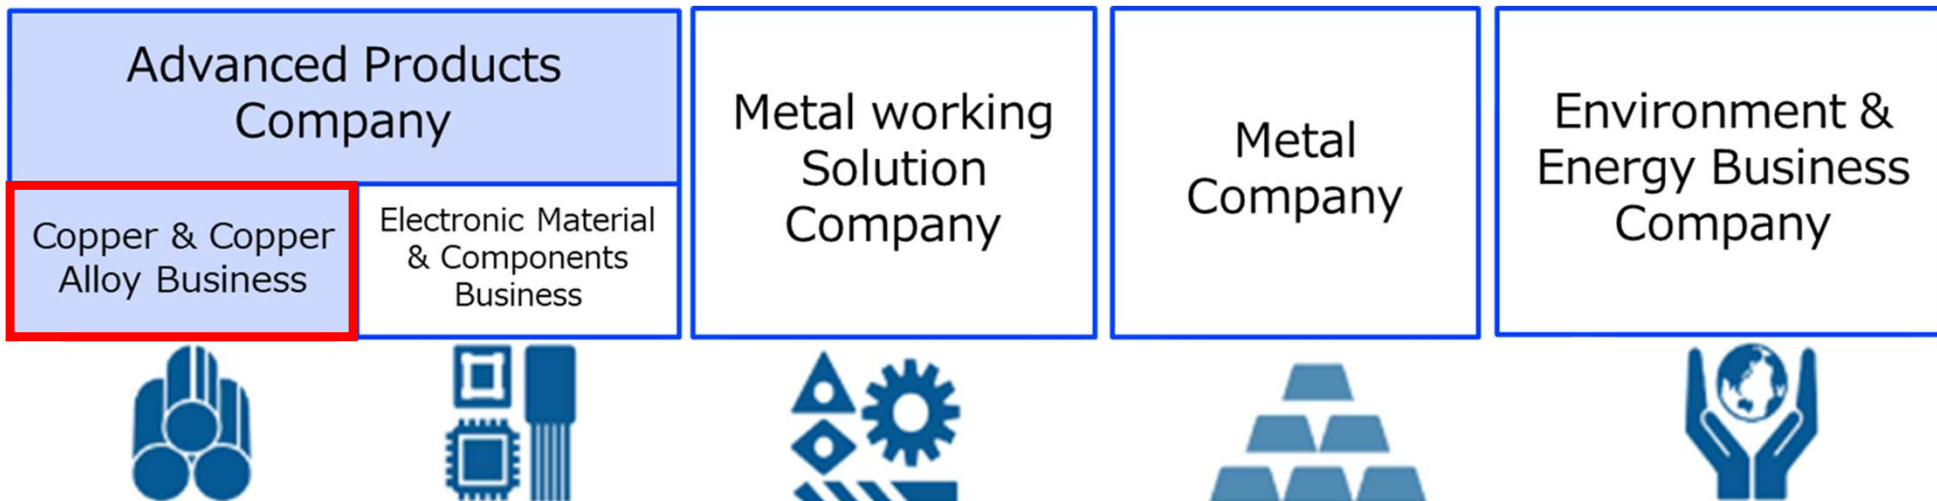 Advanced Products
Company
Copper & Copper
Alloy Business
Electronic Material
& Components
Business
Metal working
Solution
Company
Metal
Company
Environment &
Energy Business
Company